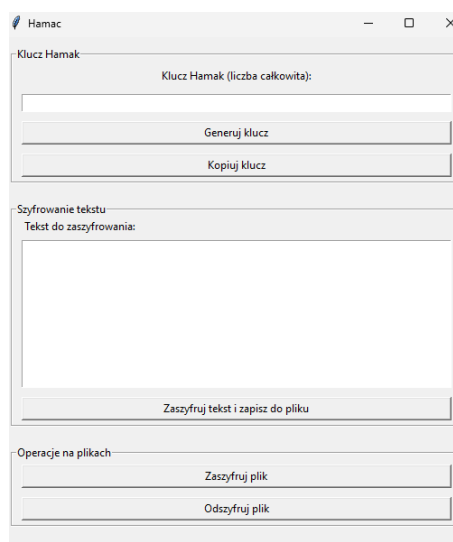 Hamac
Klucz Hamak
Klucz Hamak (liczba całkowita):
Generuj klucz
Kopiuj klucz
Szyfrowanie tekstu
Tekst do zaszyfrowania:
Zaszyfruj tekst i zapisz do pliku
Operacje na plikach
Zaszyfruj plik
Odszyfruj plik